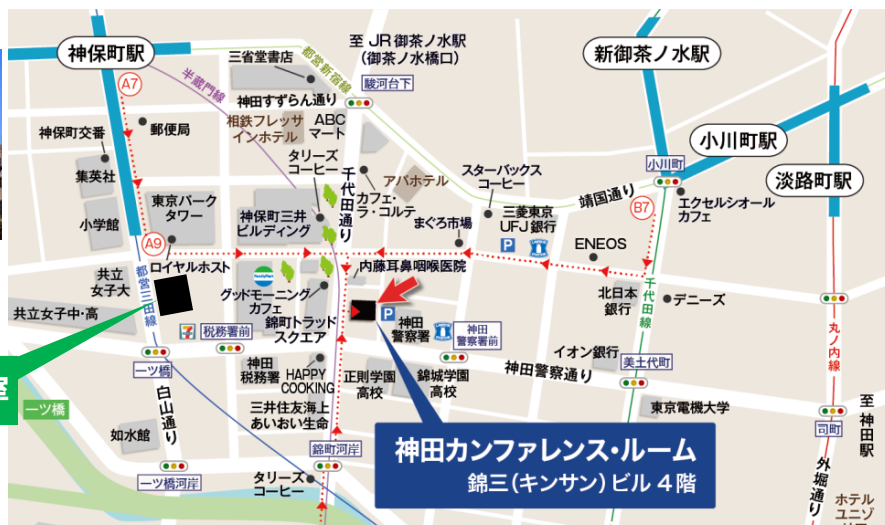 神保町駅
三省堂書店
都営新宿線
至 JR御茶ノ水駅
(御茶ノ水橋口)
駿河台下
新御茶ノ水駅
A7
半蔵門線
神田すずらん通り
神保町交番
郵便局
相鉄フレッサ
インホテル
ABC
マート
小川町駅
集英社
タリーズ
コーヒー
千代田通り
カフェ・
ラ・コルテ
アパホテル
スターバックス
コーヒー
小川町
靖国通り
エクセルシオール
カフェ
淡路町駅
小学館
東京パーク
タワー
神保町三井
ビルディング
まぐろ市場
三菱東京
UFJ銀行
P
B7
A9
ENEOS
ロイヤルホスト
内藤耳鼻咽喉医院
共立
女子大
都営三田線
FamilyMart
グッドモーニング
カフェ
錦町トラッド
スクエア
北日本
銀行
千代田線
デニーズ
共立女子中・高
税務署前
P
神田
警察署
神田
警察署前
丸ノ内線
一ツ橋
神田
税務署
HAPPY
COOKING
正則学園
高校
錦城学園
高校
神田警察通り
イオン銀行
美土代町
室
一ツ橋
白山通り
三井住友海上
あいおい生命
東京電機大学
至
神田駅
司町
如水館
錦町河岸
神田カンファレンス・ルーム
錦三(キンサン)ビル 4階
外堀通り
一ツ橋河岸
タリーズ
コーヒー
ホテル
ユニゾ